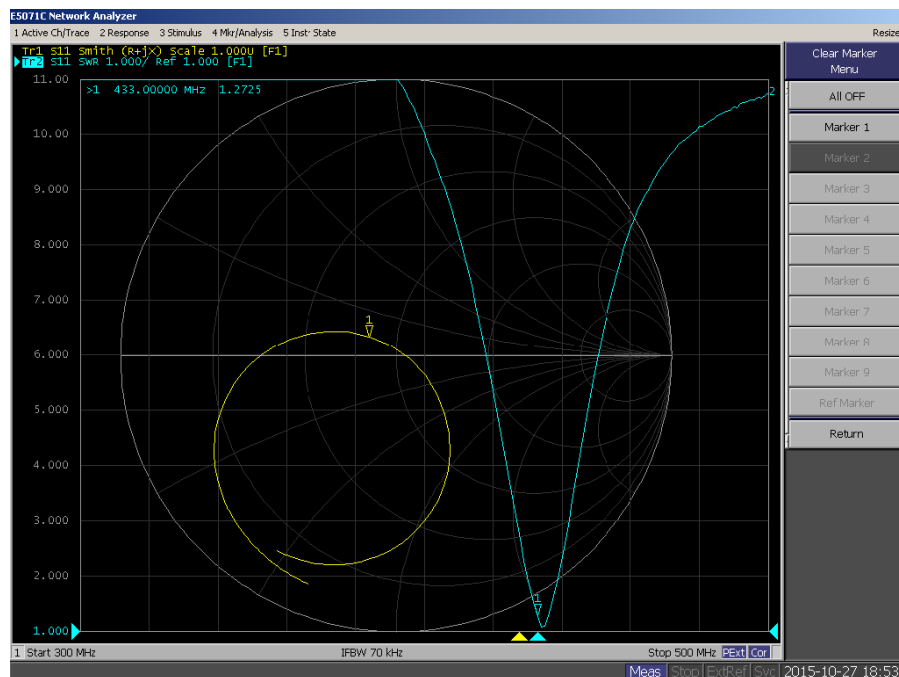 E5071C Network Analyzer
1 Active Ch/Trace 2 Response 3 Stimulus 4 Mkr/Analysis 5 Instr State
Resize
Tr1 S11 Smith (R+jX) Scale 1.000U [F1]
Tr2 S11 SWR 1.000/ Ref 1.000 [F1]
11.00
>1 433.00000 MHz 1.2725
10.00
9.000
8.000
7.000
6.000
5.000
4.000
3.000
2.000
1.000
2
1
1
Clear Marker
Menu
All OFF
Marker 1
Marker 2
Marker 3
Marker 4
Marker 5
Marker 6
Marker 7
Marker 8
Marker 9
Ref Marker
Return
1 Start 300 MHz
IFBW 70 kHz
Stop 500 MHz PExt Cor
Meas Stop ExtRef Svc 2015-10-27 18:53